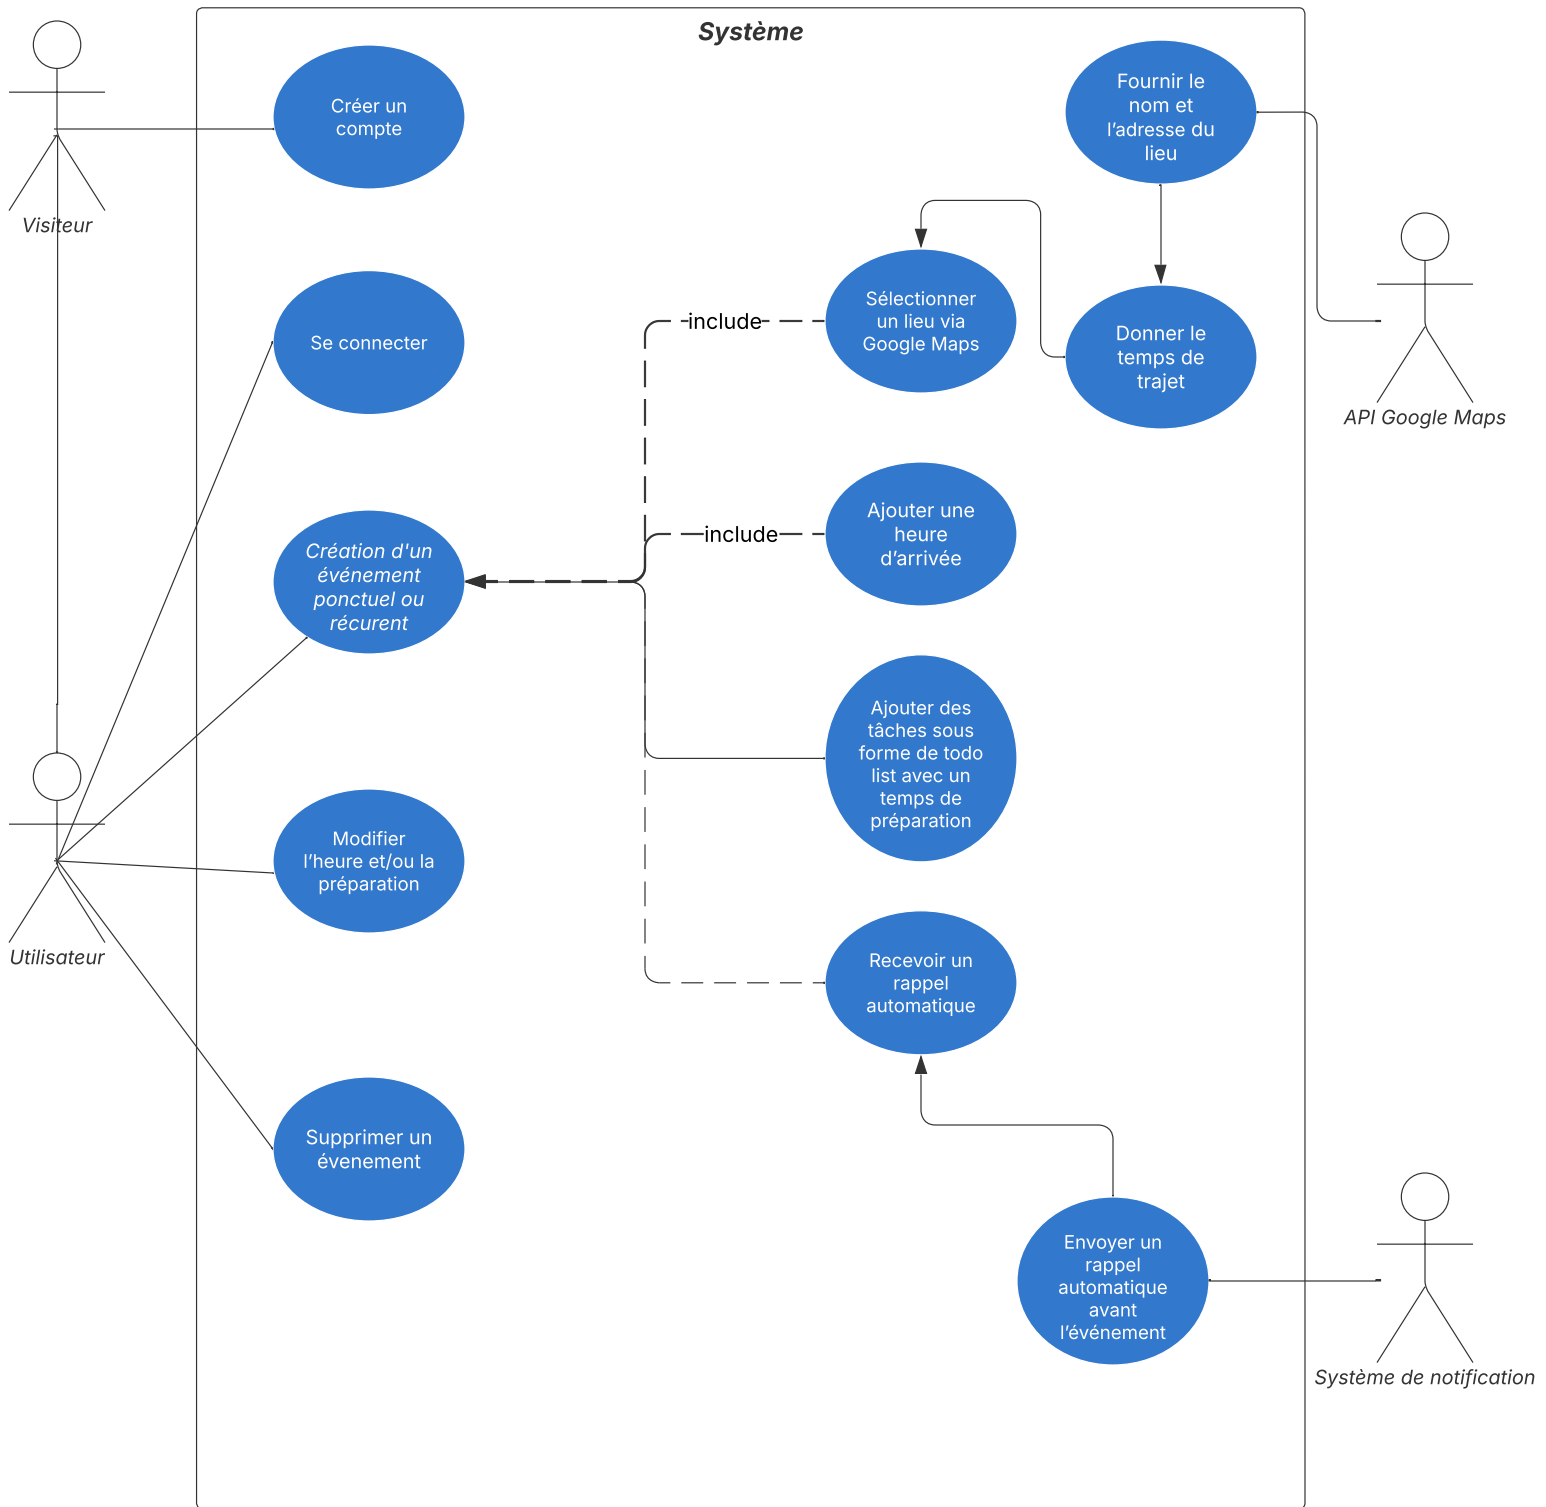 Système
Créer un
compte
Fournir le
nom et
l’adresse du
lieu
Visiteur
Sélectionner
un lieu via
Google Maps
include
Se connecter
Donner le
temps de
trajet
API Google Maps
Ajouter une
heure
d’arrivée
include
Création d'un
événement
ponctuel ou
récurent
Ajouter des
tâches sous
forme de todo
list avec un
temps de
préparation
Modifier
l’heure et/ou la
préparation
Utilisateur
Recevoir un
rappel
automatique
Supprimer un
évenement
Envoyer un
rappel
automatique
avant
l’événement
Système de notification